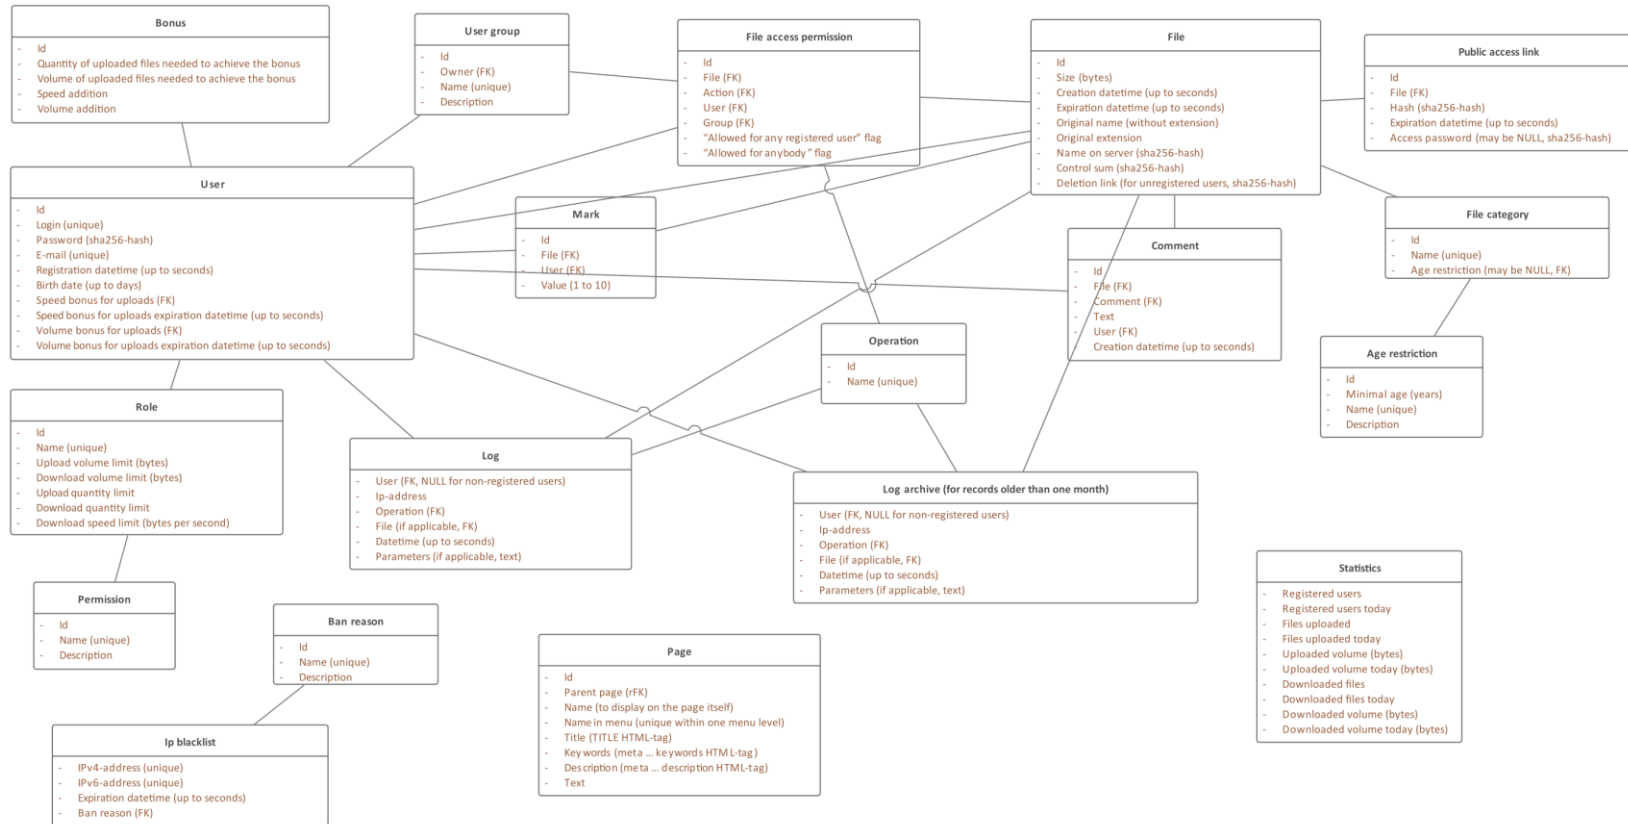 Bonus
- Id
- Quantity of uploaded files needed to achieve the bonus
- Volume of uploaded files needed to achieve the bonus
- Speed addition
- Volume addition
User group
- Id
- Owner (FK)
- Name (unique)
- Description
File access permission
- Id
- File (FK)
- Action (FK)
- User (FK)
- Group (FK)
- “Allowed for any registered user” flag
- “Allowed for anybody” flag
File
- Id
- Size (bytes)
- Creation datetime (up to seconds)
- Expiration datetime (up to seconds)
- Original name (without extension)
- Original extension
- Name on server (sha256-hash)
- Control sum (sha256-hash)
- Deletion link (for unregistered users, sha256-hash)
Public access link
- Id
- File (FK)
- Hash (sha256-hash)
- Expiration datetime (up to seconds)
- Access password (may be NULL, sha256-hash)
User
- Id
- Login (unique)
- Password (sha256-hash)
- E-mail (unique)
- Registration datetime (up to seconds)
- Birth date (up to days)
- Speed bonus for uploads (FK)
- Speed bonus for uploads expiration datetime (up to seconds)
- Volume bonus for uploads (FK)
- Volume bonus for uploads expiration datetime (up to seconds)
Mark
- Id
- File (FK)
- User (FK)
- Value (1 to 10)
Comment
- Id
- File (FK)
- Comment (FK)
- Text
- User (FK)
- Creation datetime (up to seconds)
File category
- Id
- Name (unique)
- Age restriction (may be NULL, FK)
Operation
- Id
- Name (unique)
Age restriction
- Id
- Minimal age (years)
- Name (unique)
- Description
Role
- Id
- Name (unique)
- Upload volume limit (bytes)
- Download volume limit (bytes)
- Upload quantity limit
- Download quantity limit
- Download speed limit (bytes per second)
Log
- User (FK, NULL for non-registered users)
- Ip-address
- Operation (FK)
- File (if applicable, FK)
- Datetime (up to seconds)
- Parameters (if applicable, text)
Log archive (for records older than one month)
- User (FK, NULL for non-registered users)
- Ip-address
- Operation (FK)
- File (if applicable, FK)
- Datetime (up to seconds)
- Parameters (if applicable, text)
Statistics
- Registered users
- Registered users today
- Files uploaded
- Files uploaded today
- Uploaded volume (bytes)
- Uploaded volume today (bytes)
- Downloaded files
- Downloaded files today
- Downloaded volume (bytes)
- Downloaded volume today (bytes)
Permission
- Id
- Name (unique)
- Description
Ban reason
- Id
- Name (unique)
- Description
Page
- Id
- Parent page (rFK)
- Name (to display on the page itself)
- Name in menu (unique within one menu level)
- Title (TITLE HTML-tag)
- Keywords (meta ... keywords HTML-tag)
- Description (meta ... description HTML-tag)
- Text
Ip blacklist
- IPv4-address (unique)
- IPv6-address (unique)
- Expiration datetime (up to seconds)
- Ban reason (FK)